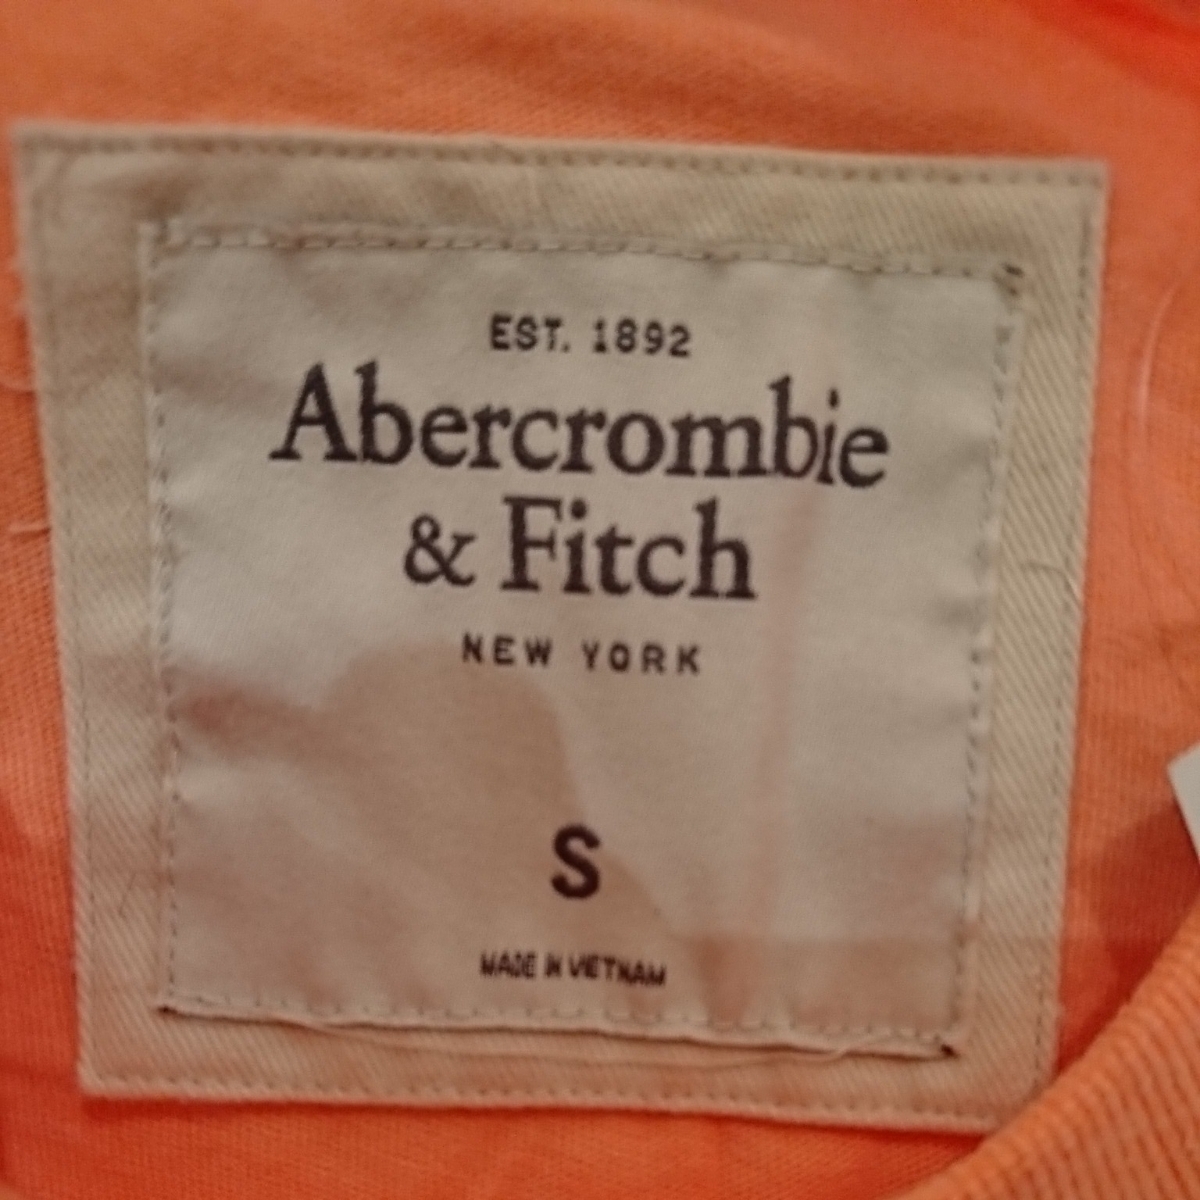 EST. 1892
Abercrombie
& Fitch
NEW YORK
S
MADE IN VIETNAM